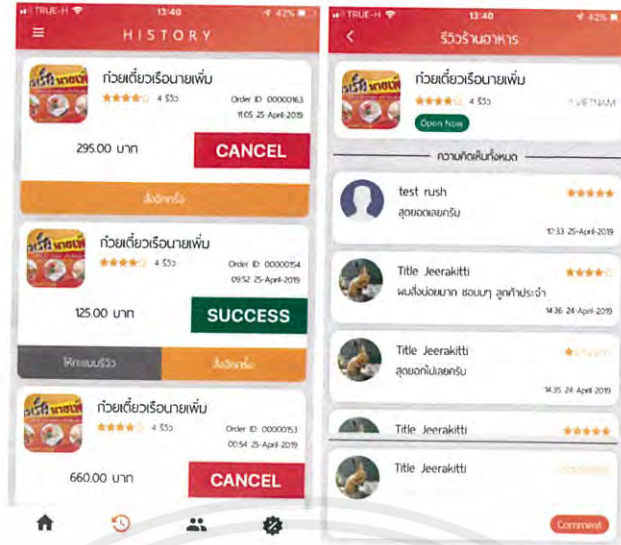 TRUE-H 13:40 42%
HISTORY
ก๋วยเตี๋ยวเรือนายเพิ่ม
4 รีวิว Order ID 00000163
11:05 25-April-2019
295.00 บาท CANCEL
สั่งอีกครั้ง
ก๋วยเตี๋ยวเรือนายเพิ่ม
4 รีวิว Order ID 00000154
09:52 25-April-2019
125.00 บาท SUCCESS
ให้คะแนนรีวิว สั่งอีกครั้ง
ก๋วยเตี๋ยวเรือนายเพิ่ม
4 รีวิว Order ID 00000153
00:54 25-April-2019
660.00 บาท CANCEL
TRUE-H 13:40 42%
รีวิวร้านอาหาร
ก๋วยเตี๋ยวเรือนายเพิ่ม
4 รีวิว VIETNAM
Open Now
ความคิดเห็นทั้งหมด
test rush
สุดยอดเลยครับ
10:33 25-April-2019
Title Jeerakitti
ผมสั่งบ่อยมาก ชอบๆ ลูกค้าประจำ
14:36 24-April-2019
Title Jeerakitti
สุดยอดไปเลยครับ
14:35 24-April-2019
Title Jeerakitti
Title Jeerakitti
Comment